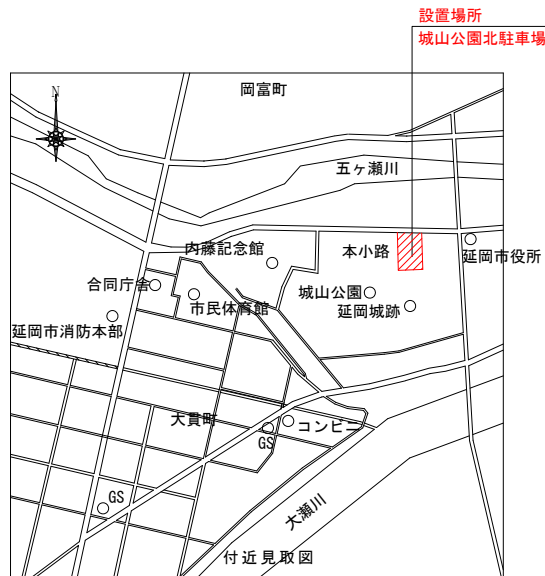 設置場所
城山公園北駐車場
岡富町
N
五ヶ瀬川
内藤記念館
本小路
延岡市役所
合同庁舎
城山公園
市民体育館
延岡城跡
延岡市消防本部
大貫町
コンビニ
GS
GS
大瀬川
付近見取図